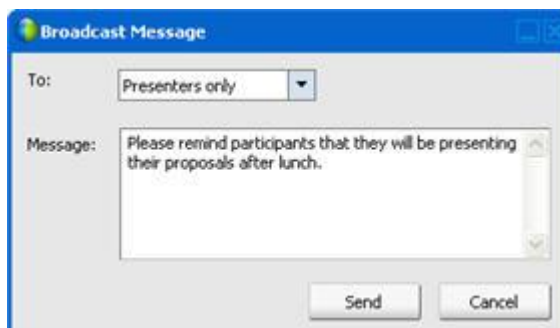 Broadcast Message
To: Presenters only
Message: Please remind participants that they will be presenting
their proposals after lunch.
Send Cancel